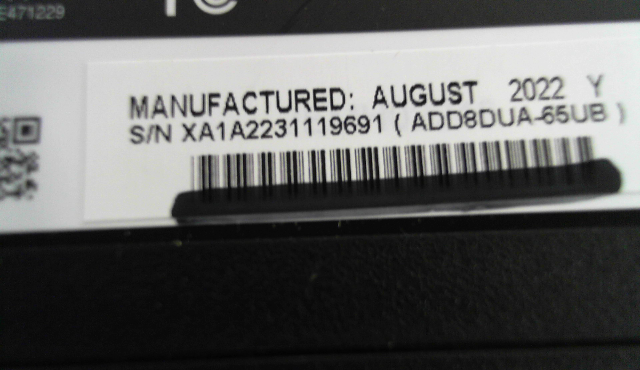 E471229
MANUFACTURED: AUGUST 2022 Y
S/N XA1A2231119691 ( ADD8DUA-65UB )